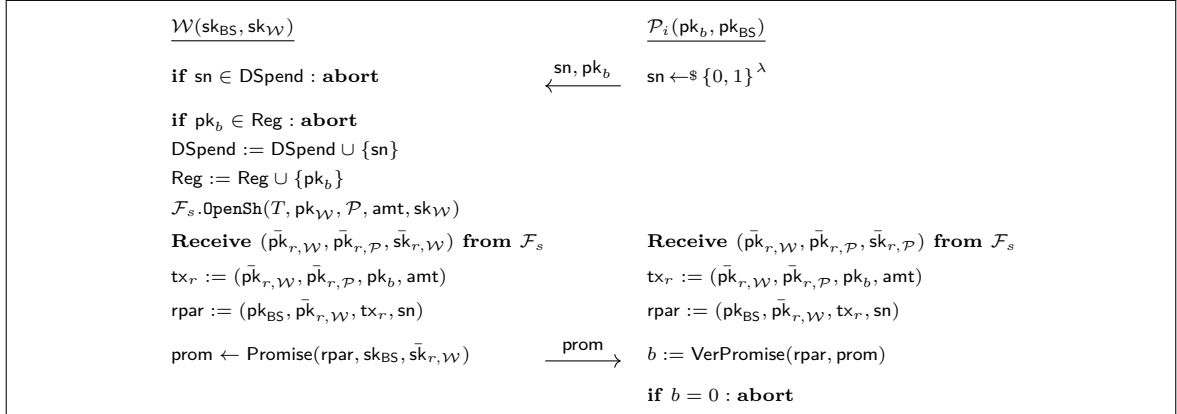 𝒲(sk_BS, sk_𝒲) 𝒫_i(pk_b, pk_BS)
if sn ∈ DSpend : abort sn, pk_b sn ←$ {0, 1}^λ
if pk_b ∈ Reg : abort
DSpend := DSpend ∪ {sn}
Reg := Reg ∪ {pk_b}
ℱ_s.OpenSh(T, pk_𝒲, 𝒫, amt, sk_𝒲)
Receive (p̄k_{r,𝒲}, p̄k_{r,𝒫}, s̄k_{r,𝒲}) from ℱ_s Receive (p̄k_{r,𝒲}, p̄k_{r,𝒫}, s̄k_{r,𝒫}) from ℱ_s
tx_r := (p̄k_{r,𝒲}, p̄k_{r,𝒫}, pk_b, amt) tx_r := (p̄k_{r,𝒲}, p̄k_{r,𝒫}, pk_b, amt)
rpar := (pk_BS, p̄k_{r,𝒲}, tx_r, sn) rpar := (pk_BS, p̄k_{r,𝒲}, tx_r, sn)
prom ← Promise(rpar, sk_BS, s̄k_{r,𝒲}) prom b := VerPromise(rpar, prom)
if b = 0 : abort